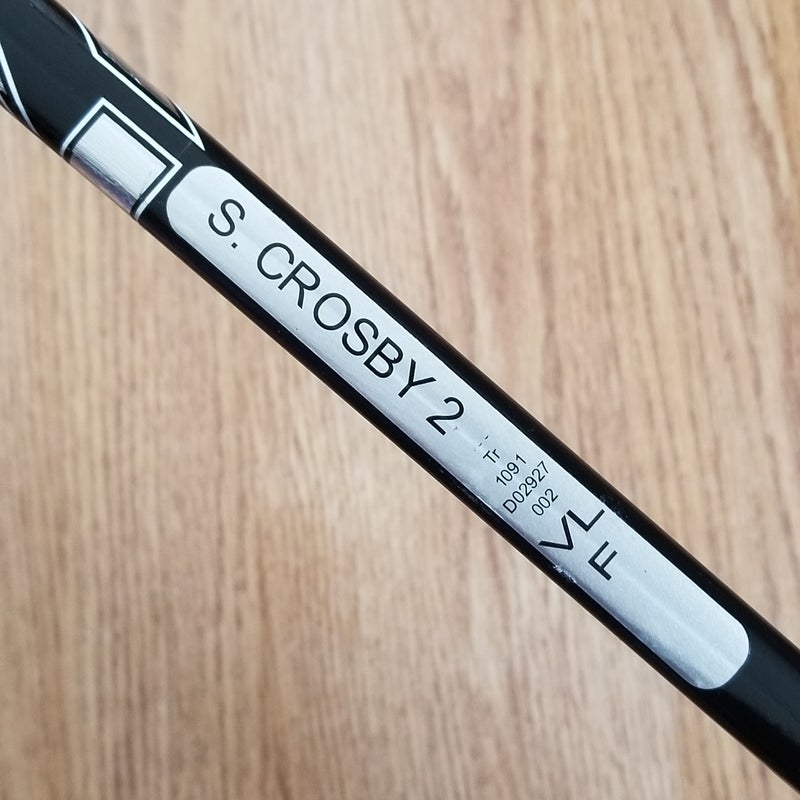 S. CROSBY 2
Tr
1091
D02927
002
VL
F